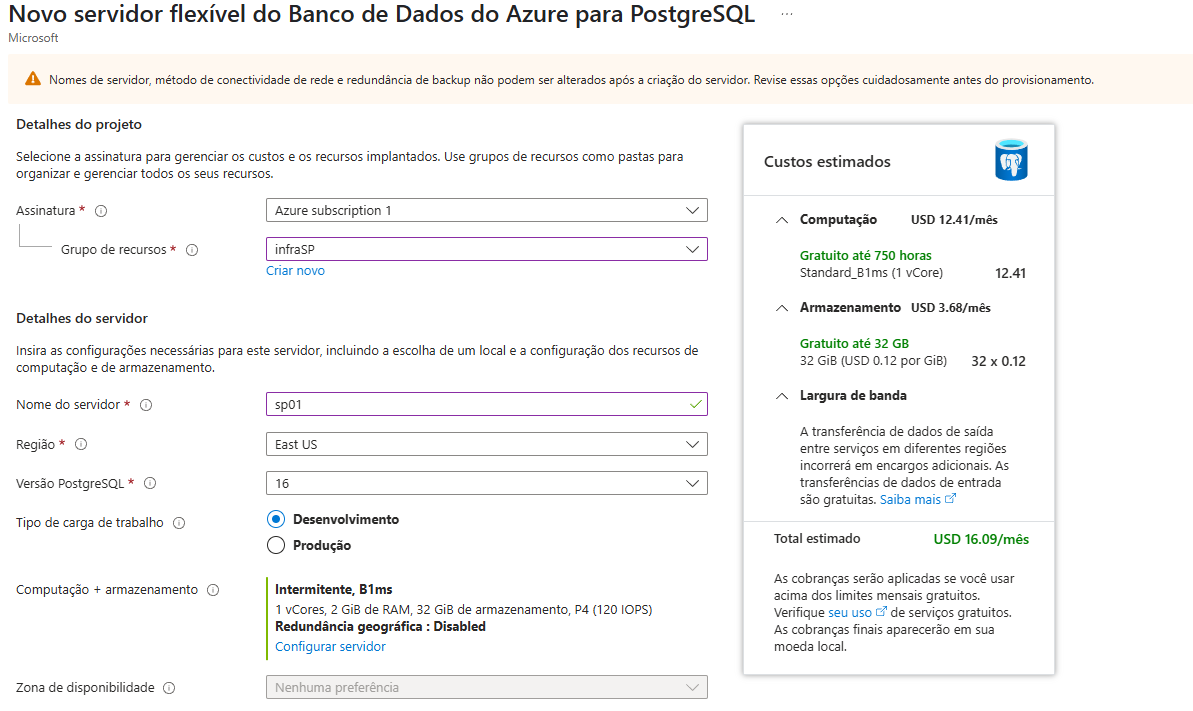 Novo servidor flexível do Banco de Dados do Azure para PostgreSQL ...
Microsoft
Nomes de servidor, método de conectividade de rede e redundância de backup não podem ser alterados após a criação do servidor. Revise essas opções cuidadosamente antes do provisionamento.
Detalhes do projeto
Selecione a assinatura para gerenciar os custos e os recursos implantados. Use grupos de recursos como pastas para
organizar e gerenciar todos os seus recursos.
Assinatura *
Azure subscription 1
Grupo de recursos *
infraSP
Criar novo
Detalhes do servidor
Insira as configurações necessárias para este servidor, incluindo a escolha de um local e a configuração dos recursos de
computação e de armazenamento.
Nome do servidor *
sp01
Região *
East US
Versão PostgreSQL *
16
Tipo de carga de trabalho
Desenvolvimento
Produção
Computação + armazenamento
Intermitente, B1ms
1 vCores, 2 GiB de RAM, 32 GiB de armazenamento, P4 (120 IOPS)
Redundância geográfica : Disabled
Configurar servidor
Zona de disponibilidade
Nenhuma preferência
Custos estimados
Computação USD 12.41/mês
Gratuito até 750 horas
Standard_B1ms (1 vCore) 12.41
Armazenamento USD 3.68/mês
Gratuito até 32 GB
32 GiB (USD 0.12 por GiB) 32 x 0.12
Largura de banda
A transferência de dados de saída
entre serviços em diferentes regiões
incorrerá em encargos adicionais. As
transferências de dados de entrada
são gratuitas. Saiba mais
Total estimado USD 16.09/mês
As cobranças serão aplicadas se você usar
acima dos limites mensais gratuitos.
Verifique seu uso de serviços gratuitos.
As cobranças finais aparecerão em sua
moeda local.